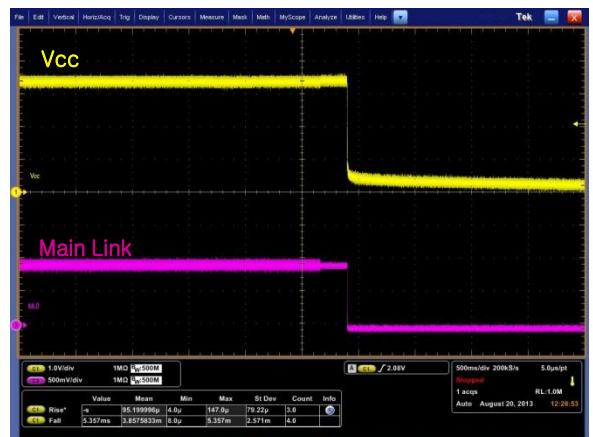 File Edit Vertical Horiz/Acq Trig Display Cursors Measure Mask Math MyScope Analyze Utilities Help Tek
Vcc
Vcc
1
Main Link
ML0
C1 1.0V/div 1MΩ BW:500M
500mV/div 1MΩ BW:500M
A C1 2.08V
500ms/div 200kS/s 5.0µs/pt
Stopped
1 acqs RL:1.0M
Auto August 20, 2013 12:28:53
Value Mean Min Max St Dev Count Info
C1 Rise* -s 95.199996µ 4.0µ 147.0µ 79.22µ 3.0
C1 Fall 5.357ms 3.8575833m 8.0µ 5.357m 2.571m 4.0